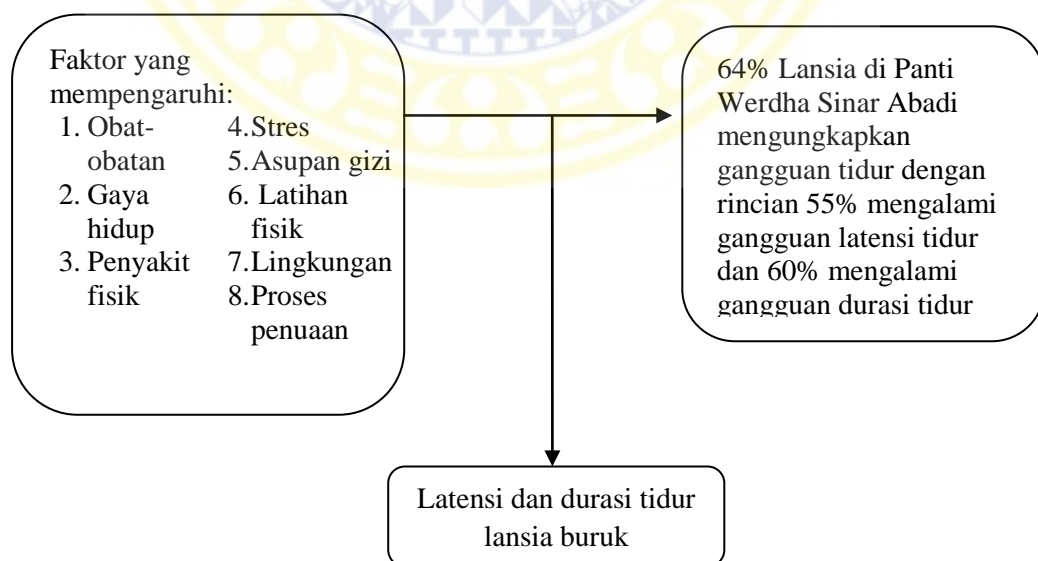 Faktor yang
mempengaruhi:
1. Obat-
obatan
2. Gaya
hidup
3. Penyakit
fisik
4.Stres
5.Asupan gizi
6. Latihan
fisik
7.Lingkungan
8.Proses
penuaan
64% Lansia di Panti
Werdha Sinar Abadi
mengungkapkan
gangguan tidur dengan
rincian 55% mengalami
gangguan latensi tidur
dan 60% mengalami
gangguan durasi tidur
Latensi dan durasi tidur
lansia buruk